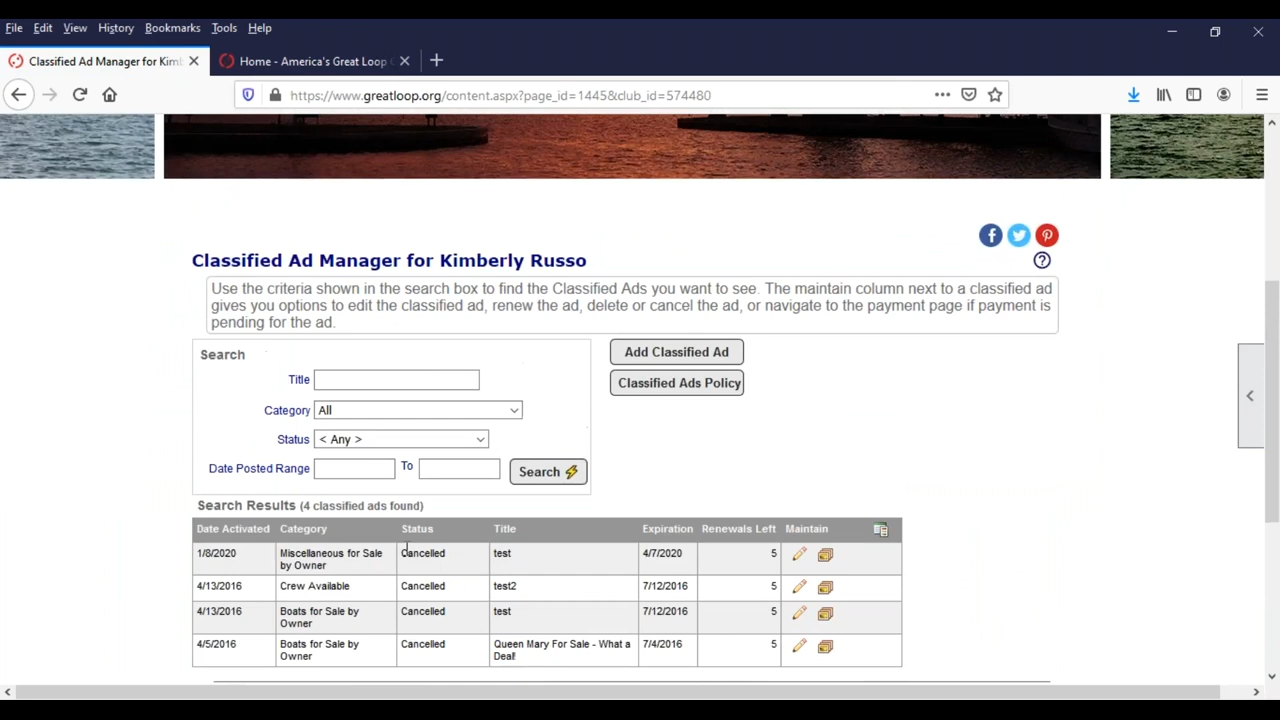 File Edit View History Bookmarks Tools Help
Classified Ad Manager for Kimb
Home - America's Great Loop
https://www.greatloop.org/content.aspx?page_id=1445&club_id=574480
Classified Ad Manager for Kimberly Russo
Use the criteria shown in the search box to find the Classified Ads you want to see. The maintain column next to a classified ad
gives you options to edit the classified ad, renew the ad, delete or cancel the ad, or navigate to the payment page if payment is
pending for the ad.
Search
Add Classified Ad
Title
Classified Ads Policy
Category All
Status < Any >
Date Posted Range To Search
Search Results (4 classified ads found)
Date Activated Category Status Title Expiration Renewals Left Maintain
1/8/2020 Miscellaneous for Sale Cancelled test 4/7/2020 5
by Owner
4/13/2016 Crew Available Cancelled test2 7/12/2016 5
4/13/2016 Boats for Sale by Cancelled test 7/12/2016 5
Owner
4/5/2016 Boats for Sale by Cancelled Queen Mary For Sale - What a 7/4/2016 5
Owner Deal!